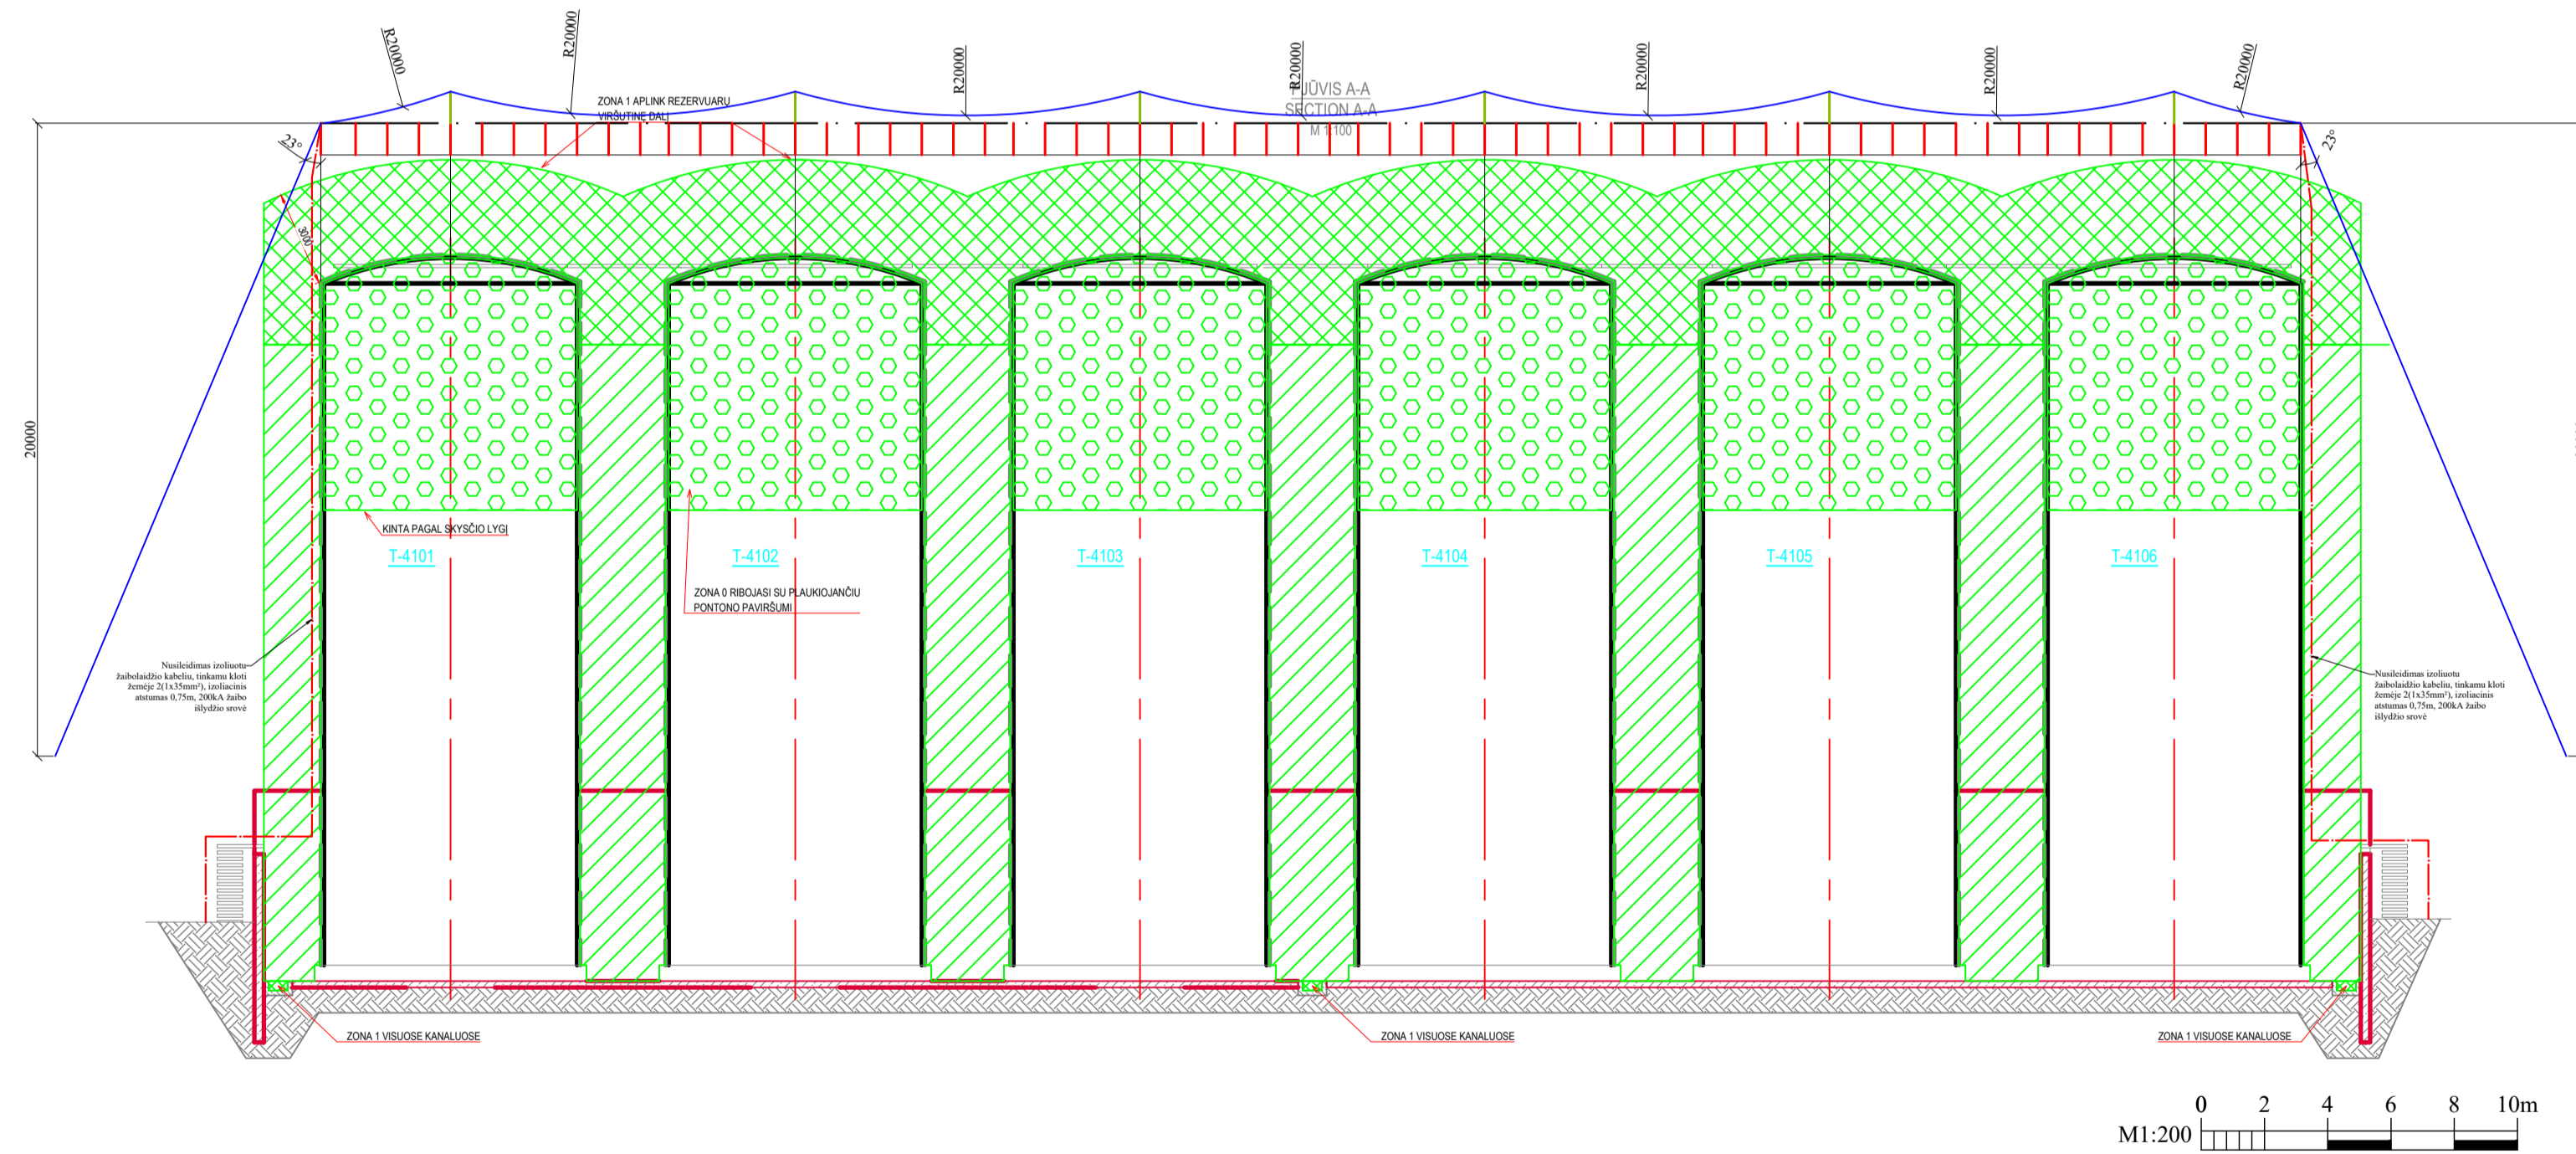 R20000
R20000
R20000
R20000
R20000
R20000
R20000
PJŪVIS A-A
SECTION A-A
M 1:100
ZONA 1 APLINK REZERVUARŲ
VIRŠUTINĘ DALĮ
23°
23°
3000
20000
KINTA PAGAL SKYSČIO LYGĮ
T-4101
T-4102
T-4103
T-4104
T-4105
T-4106
ZONA 0 RIBOJASI SU PLAUKIOJANČIU
PONTONO PAVIRŠUMI
Nusileidimas izoliuotu
žaibolaidžio kabeliu, tinkamu kloti
žemėje 2(1x35mm²), izoliacinis
atstumas 0,75m, 200kA žaibo
išlydžio srovė
Nusileidimas izoliuotu
žaibolaidžio kabeliu, tinkamu kloti
žemėje 2(1x35mm²), izoliacinis
atstumas 0,75m, 200kA žaibo
išlydžio srovė
ZONA 1 VISUOSE KANALUOSE
ZONA 1 VISUOSE KANALUOSE
ZONA 1 VISUOSE KANALUOSE
0 2 4 6 8 10m
M1:200